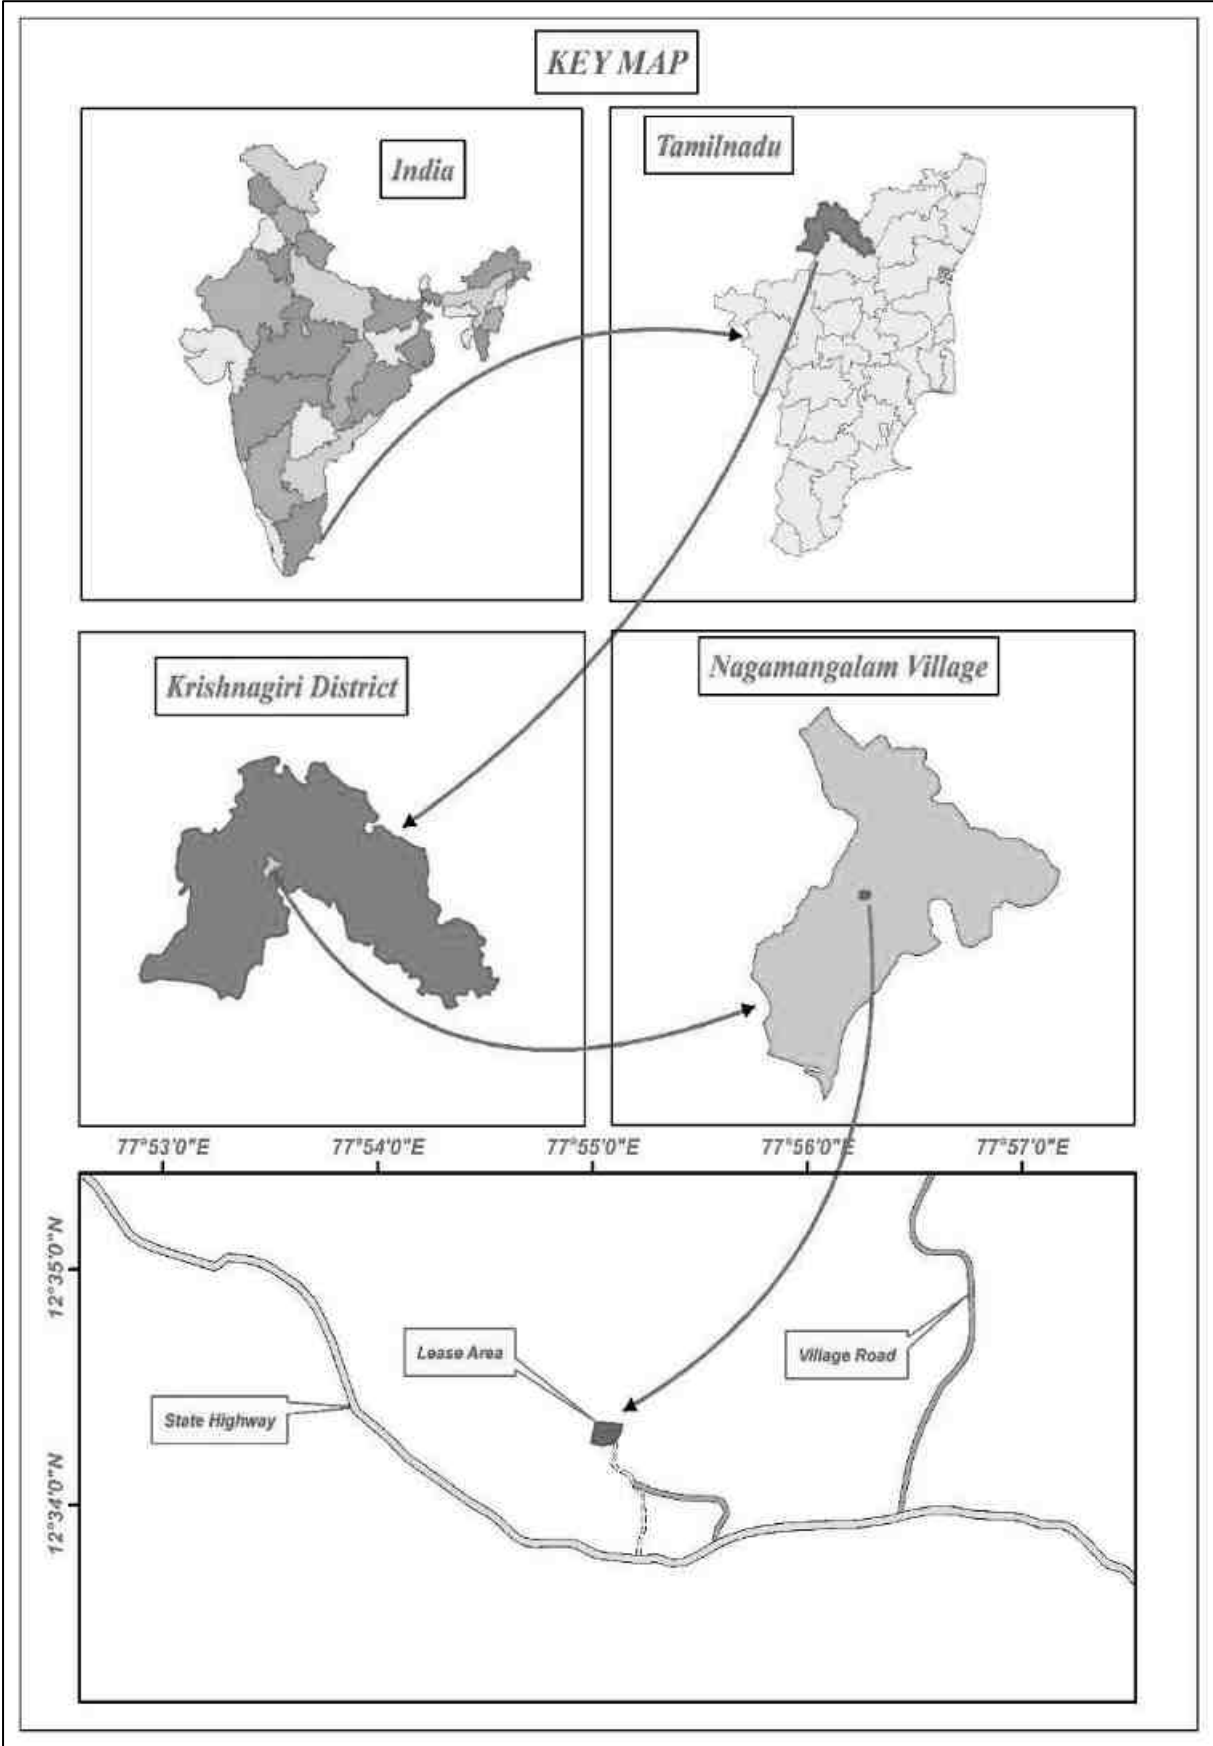 KEY MAP
India
Tamilnadu
Krishnagiri District
Nagamangalam Village
77°53'0"E
77°54'0"E
77°55'0"E
77°56'0"E
77°57'0"E
12°35'0"N
12°34'0"N
Lease Area
Village Road
State Highway